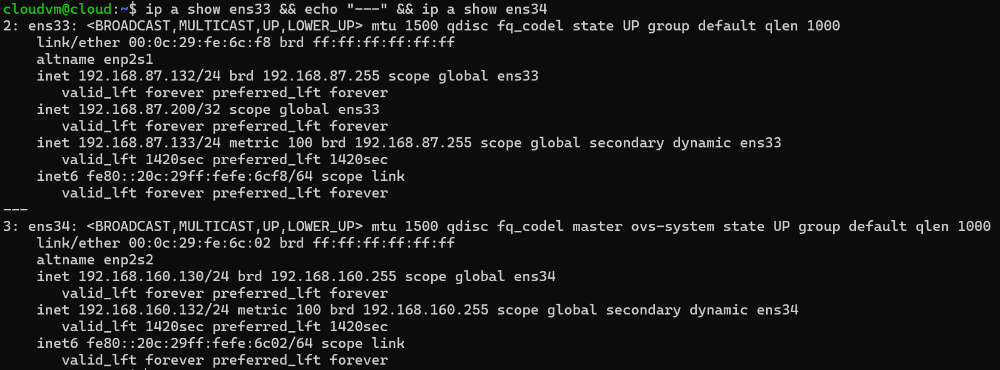 cloudvm@cloud:~$ ip a show ens33 && echo "---" && ip a show ens34
2: ens33: <BROADCAST,MULTICAST,UP,LOWER_UP> mtu 1500 qdisc fq_codel state UP group default qlen 1000
    link/ether 00:0c:29:fe:6c:f8 brd ff:ff:ff:ff:ff:ff
    altname enp2s1
    inet 192.168.87.132/24 brd 192.168.87.255 scope global ens33
       valid_lft forever preferred_lft forever
    inet 192.168.87.200/32 scope global ens33
       valid_lft forever preferred_lft forever
    inet 192.168.87.133/24 metric 100 brd 192.168.87.255 scope global secondary dynamic ens33
       valid_lft 1420sec preferred_lft 1420sec
    inet6 fe80::20c:29ff:fefe:6cf8/64 scope link
       valid_lft forever preferred_lft forever
---
3: ens34: <BROADCAST,MULTICAST,UP,LOWER_UP> mtu 1500 qdisc fq_codel master ovs-system state UP group default qlen 1000
    link/ether 00:0c:29:fe:6c:02 brd ff:ff:ff:ff:ff:ff
    altname enp2s2
    inet 192.168.160.130/24 brd 192.168.160.255 scope global ens34
       valid_lft forever preferred_lft forever
    inet 192.168.160.132/24 metric 100 brd 192.168.160.255 scope global secondary dynamic ens34
       valid_lft 1420sec preferred_lft 1420sec
    inet6 fe80::20c:29ff:fefe:6c02/64 scope link
       valid_lft forever preferred_lft forever